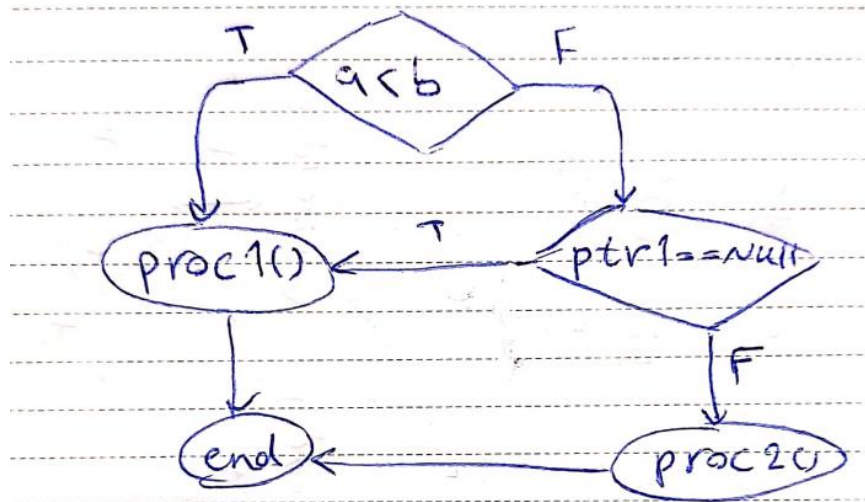 T F
a<b
T
proc1() ptr1==Null
F
end proc2()